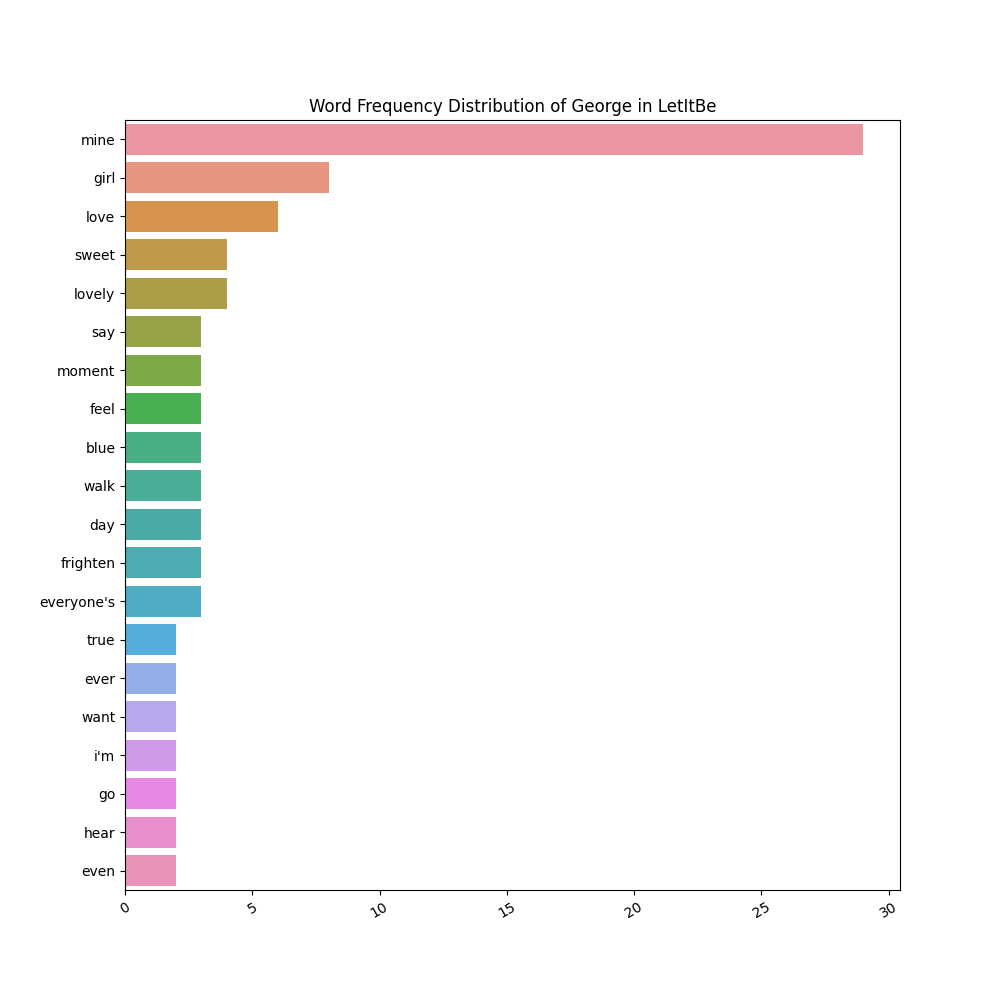 Word Frequency Distribution of George in LetItBe
mine
girl
love
sweet
lovely
say
moment
feel
blue
walk
day
frighten
everyone's
true
ever
want
i'm
go
hear
even
0 5 10 15 20 25 30